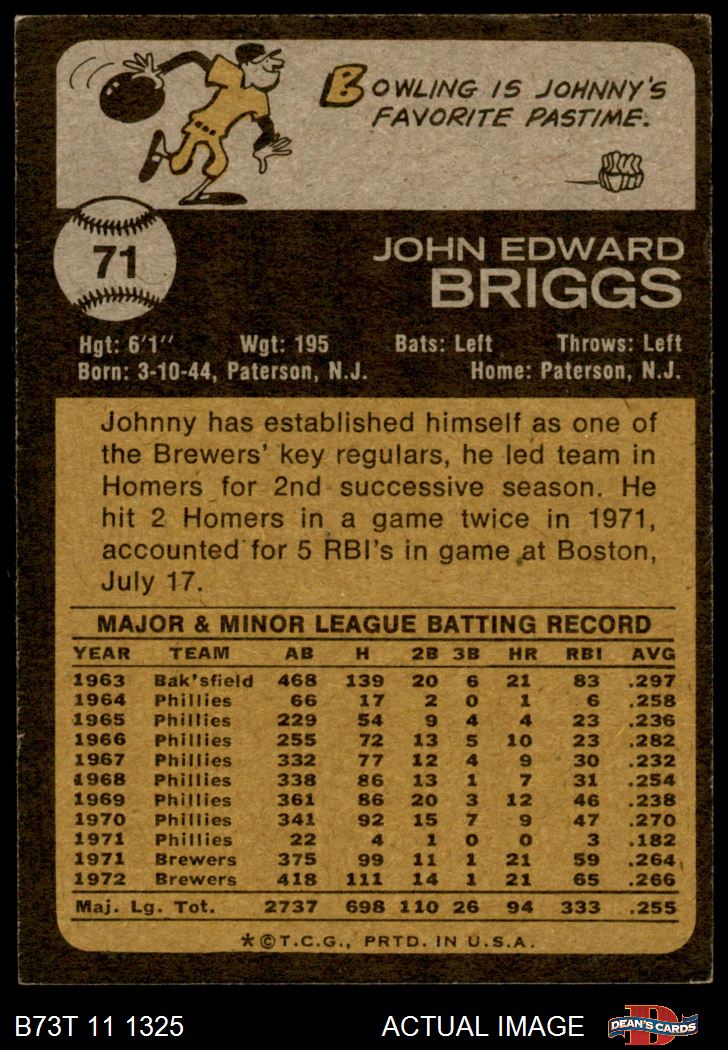 BOWLING IS JOHNNY'S
FAVORITE PASTIME.
71
JOHN EDWARD
BRIGGS
Hgt: 6'1" Wgt: 195 Bats: Left Throws: Left
Born: 3-10-44, Paterson, N.J. Home: Paterson, N.J.
Johnny has established himself as one of
the Brewers' key regulars, he led team in
Homers for 2nd successive season. He
hit 2 Homers in a game twice in 1971,
accounted for 5 RBI's in game at Boston,
July 17.
MAJOR & MINOR LEAGUE BATTING RECORD
YEAR TEAM AB H 2B 3B HR RBI AVG
1963 Bak'sfield 468 139 20 6 21 83 .297
1964 Phillies 66 17 2 0 1 6 .258
1965 Phillies 229 54 9 4 4 23 .236
1966 Phillies 255 72 13 5 10 23 .282
1967 Phillies 332 77 12 4 9 30 .232
1968 Phillies 338 86 13 1 7 31 .254
1969 Phillies 361 86 20 3 12 46 .238
1970 Phillies 341 92 15 7 9 47 .270
1971 Phillies 22 4 1 0 0 3 .182
1971 Brewers 375 99 11 1 21 59 .264
1972 Brewers 418 111 14 1 21 65 .266
Maj. Lg. Tot. 2737 698 110 26 94 333 .255
*©T.C.G., PRTD. IN U.S.A.
B73T 11 1325 ACTUAL IMAGE D DEAN'S CARDS